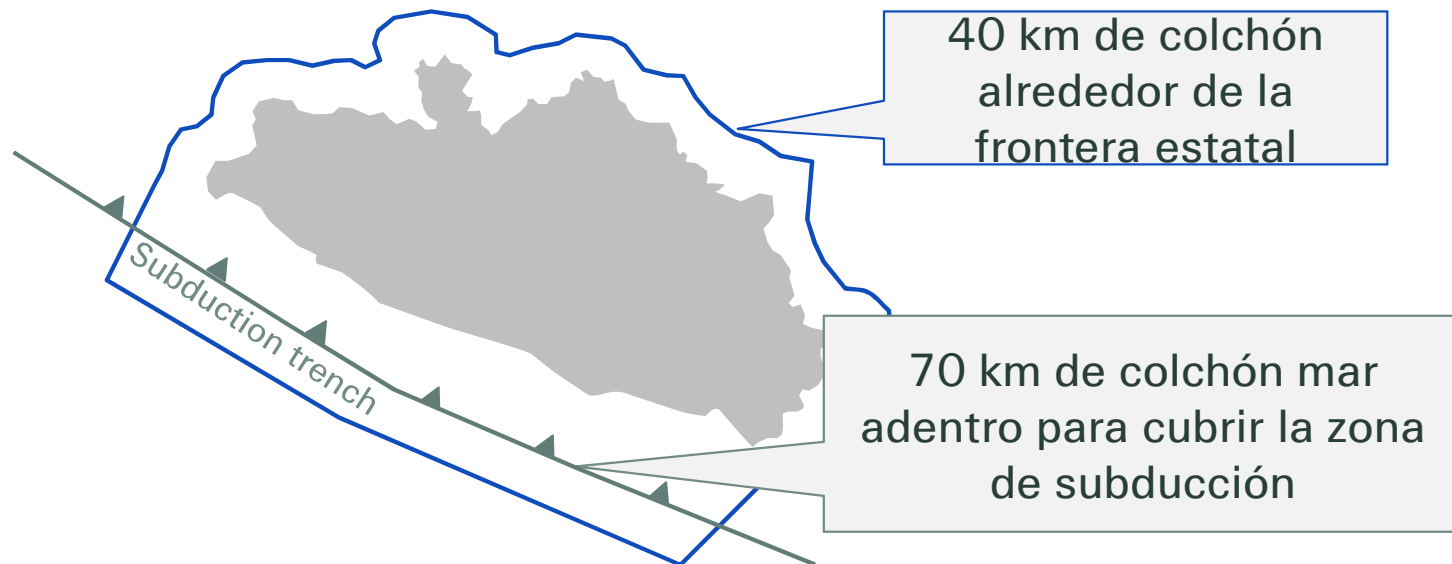 40 km de colchón
alrededor de la
frontera estatal
Subduction trench
70 km de colchón mar
adentro para cubrir la zona
de subducción